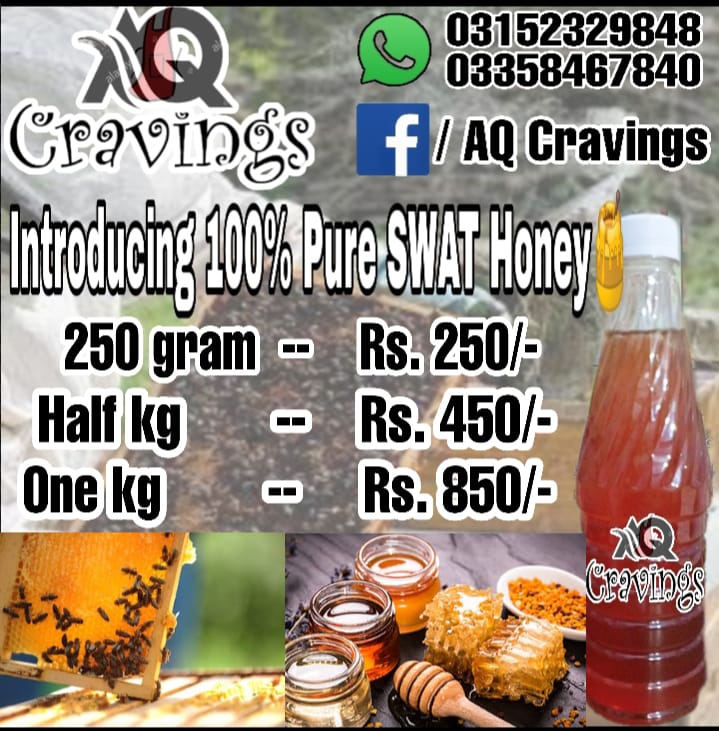 AQ
Cravings
03152329848
03358467840
f / AQ Cravings
Introducing 100% Pure SWAT Honey
250 gram -- Rs. 250/-
Half kg -- Rs. 450/-
One kg -- Rs. 850/-
AQ
Cravings